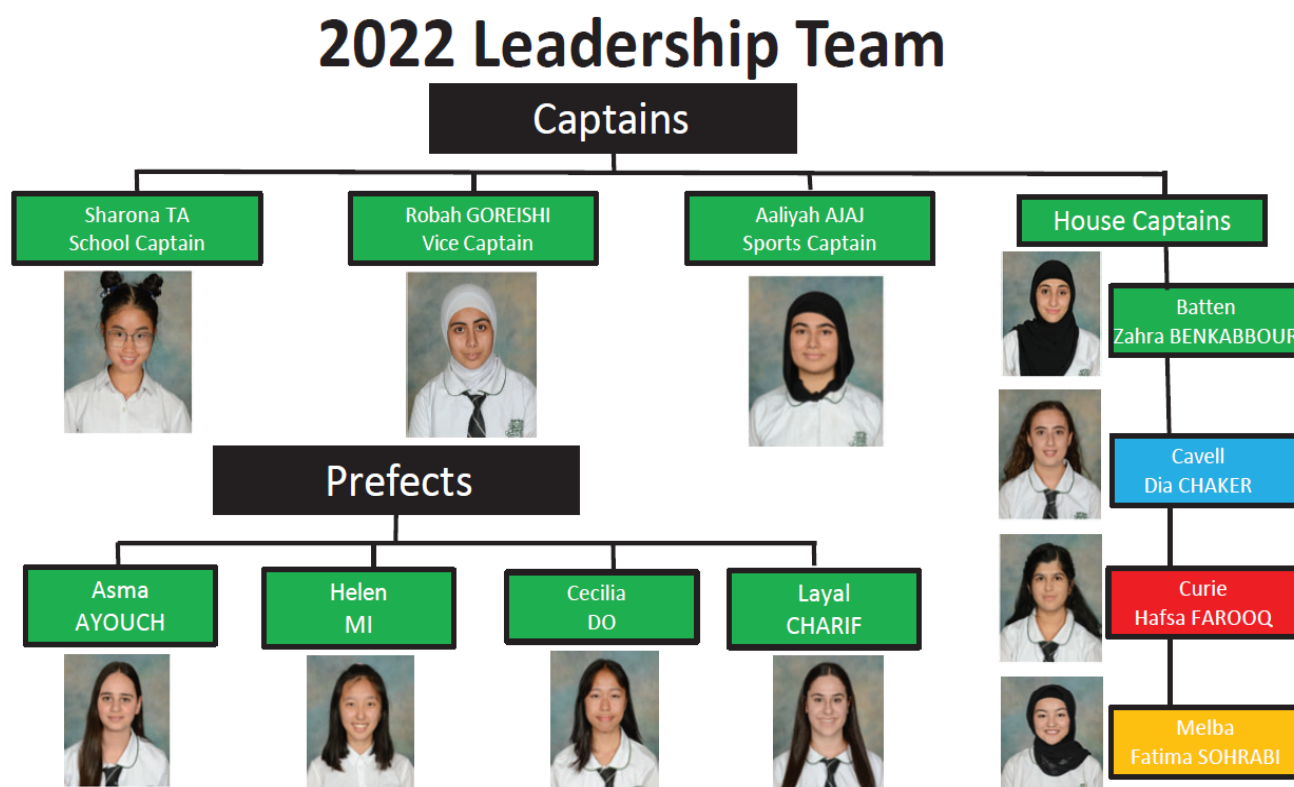 2022 Leadership Team
Captains
Sharona TA
School Captain
Robah GOREISHI
Vice Captain
Aaliyah AJAJ
Sports Captain
House Captains
Batten
Zahra BENKABBOUR
Cavell
Dia CHAKER
Curie
Hafsa FAROOQ
Melba
Fatima SOHRABI
Prefects
Asma
AYOUCH
Helen
MI
Cecilia
DO
Layal
CHARIF